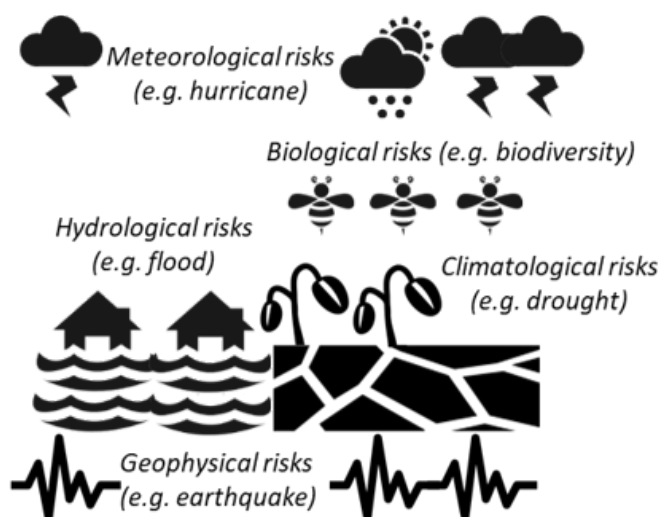 Meteorological risks
(e.g. hurricane)
Biological risks (e.g. biodiversity)
Hydrological risks
(e.g. flood)
Climatological risks
(e.g. drought)
Geophysical risks
(e.g. earthquake)